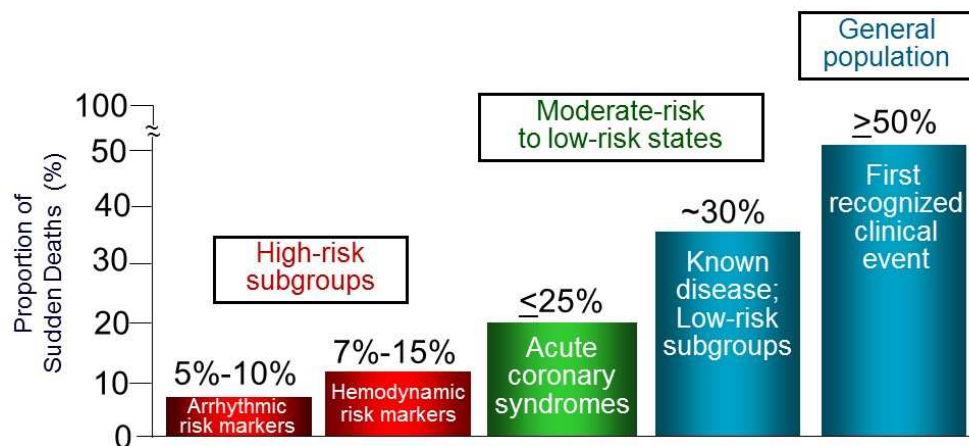 General
population
100
Moderate-risk
to low-risk states
≥50%
50
First
recognized
clinical
event
Proportion of
Sudden Deaths (%)
40
~30%
High-risk
subgroups
30
Known
disease;
Low-risk
subgroups
≤25%
20
Acute
coronary
syndromes
7%-15%
5%-10%
10
Hemodynamic
risk markers
Arrhythmic
risk markers
0